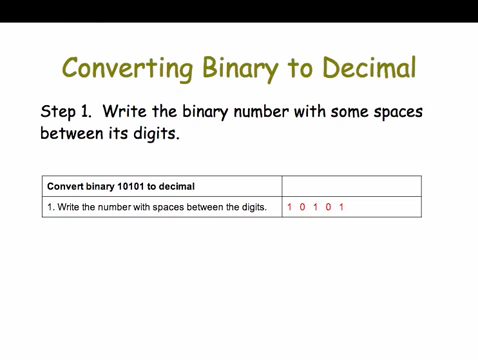 Converting Binary to Decimal
Step 1. Write the binary number with some spaces
between its digits.
Convert binary 10101 to decimal
1. Write the number with spaces between the digits. 1 0 1 0 1